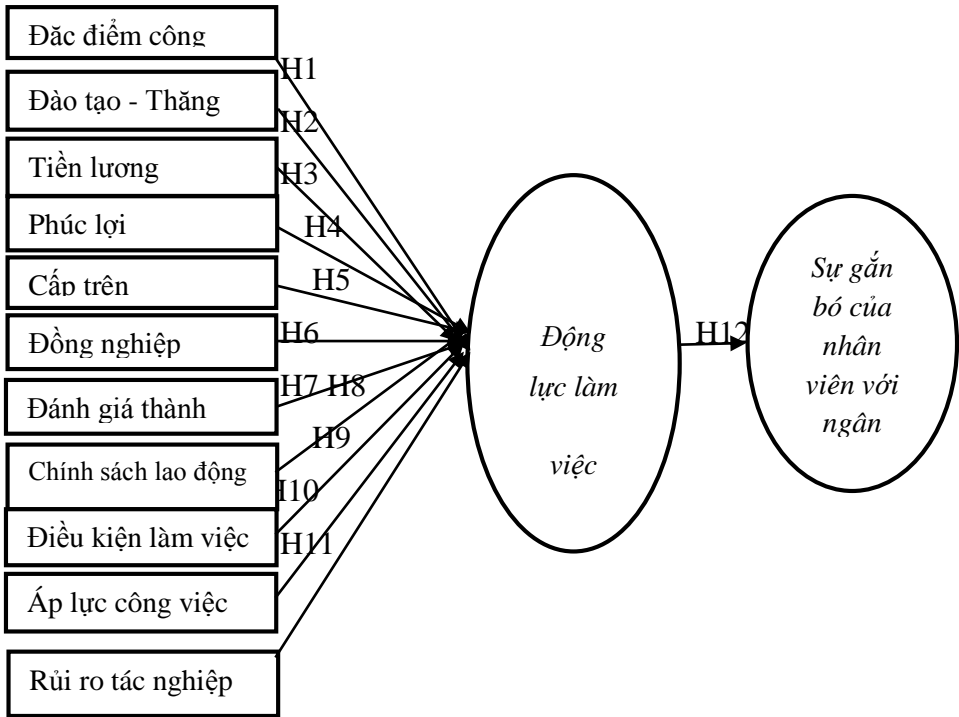 Đặc điểm công
H1
Đào tạo - Thăng
H2
Tiền lương
H3
Phúc lợi
H4
Cấp trên
H5
Đồng nghiệp
H6
Đánh giá thành
H7 H8
H9
Chính sách lao động
H10
Điều kiện làm việc
H11
Áp lực công việc
Rủi ro tác nghiệp
Động
lực làm
việc
H12
Sự gắn
bó của
nhân
viên với
ngân